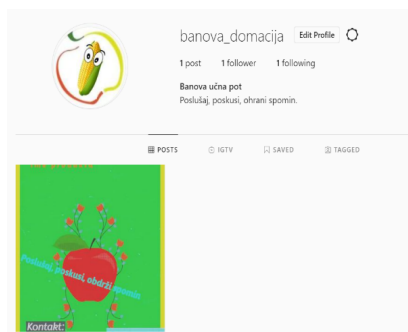 banova_domacija Edit Profile
1 post 1 follower 1 following
Banova učna pot
Poslušaj, poskusi, ohrani spomin.
POSTS IGTV SAVED TAGGED
Poslušaj, poskusi, obdrži spomin
Kontakt: